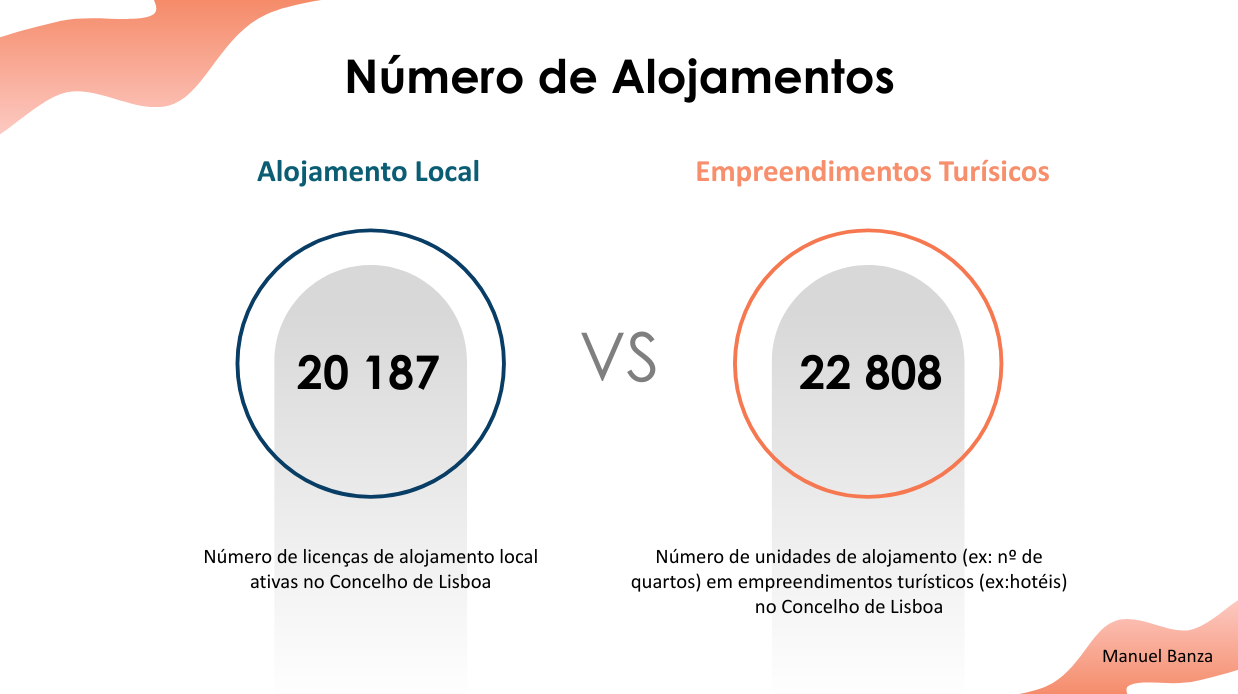 Número de Alojamentos
Alojamento Local
Empreendimentos Turísicos
20 187
VS
22 808
Número de licenças de alojamento local
ativas no Concelho de Lisboa
Número de unidades de alojamento (ex: nº de
quartos) em empreendimentos turísticos (ex:hotéis)
no Concelho de Lisboa
Manuel Banza